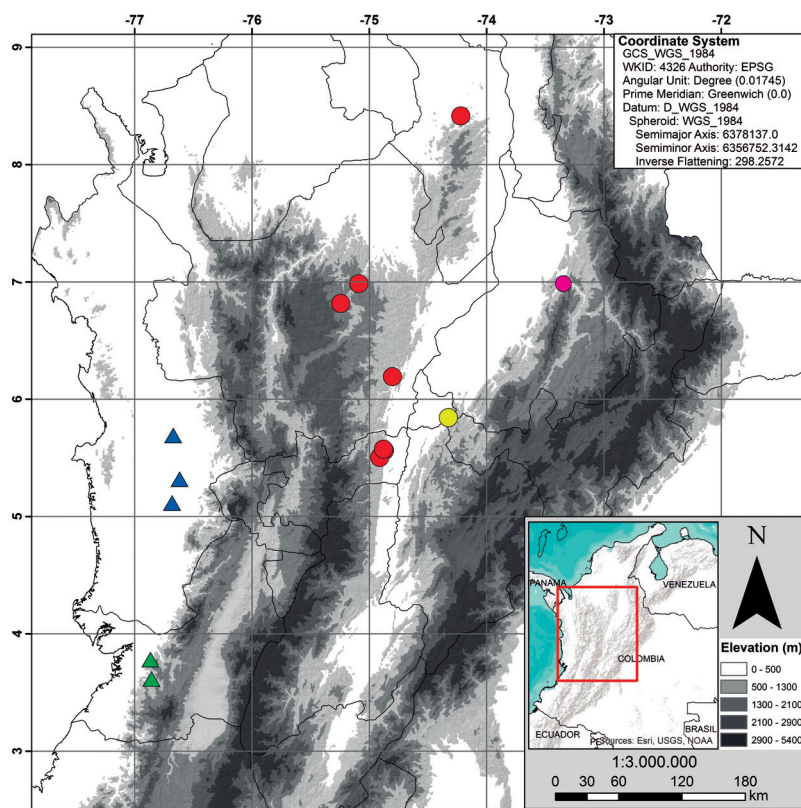 -77 -76 -75 -74 -73 -72
9
8
7
6
5
4
3
Coordinate System
GCS_WGS_1984
WKID: 4326 Authority: EPSG
Angular Unit: Degree (0.01745)
Prime Meridian: Greenwich (0.0)
Datum: D_WGS_1984
Spheroid: WGS_1984
Semimajor Axis: 6378137.0
Semiminor Axis: 6356752.3142
Inverse Flattening: 298.2572
PANAMA
VENEZUELA
COLOMBIA
ECUADOR
BRASIL
Sources: Esri, USGS, NOAA
N
Elevation (m)
0 - 500
500 - 1300
1300 - 2100
2100 - 2900
2900 - 5400
1:3.000.000
0 30 60 120 180
km